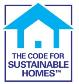 THE CODE FOR
SUSTAINABLE
HOMES™